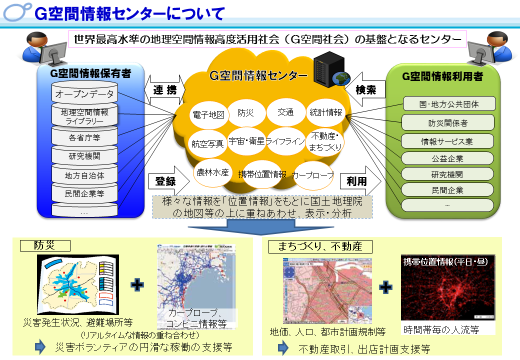 G空間情報センターについて
世界最高水準の地理空間情報高度活用社会(G空間社会)の基盤となるセンター
G空間情報保有者
オープンデータ
地理空間情報
ライブラリー
各省庁等
研究機関
地方自治体
民間企業等
…
連携
登録
G空間情報センター
電子地図
防災
交通
統計情報
航空写真
宇宙・衛星
ライフライン
不動産・
まちづくり
農林水産
携帯位置情報
カープローブ
検索
利用
G空間情報利用者
国・地方公共団体
防災関係者
情報サービス業
公益企業
研究機関
民間企業
…
様々な情報を「位置情報」をもとに国土地理院
の地図等の上に重ねあわせ、表示・分析
防災
災害発生状況、避難場所等
カープローブ、
コンビニ情報等
(リアルタイムな情報の重ね合わせ)
災害ボランティアの円滑な稼働の支援等
まちづくり、不動産
携帯位置情報(平日・昼)
地価、人口、都市計画規制等
時間帯毎の人流等
不動産取引、出店計画支援等